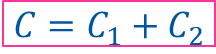 C = C₁ + C₂